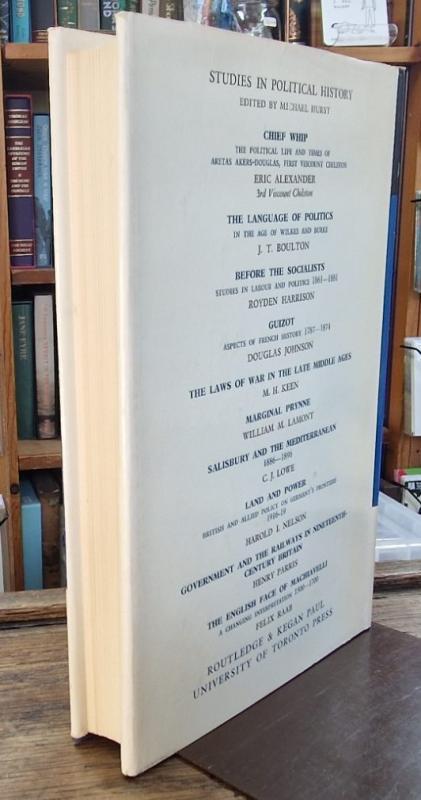 STUDIES IN POLITICAL HISTORY
EDITED BY MICHAEL HURST
CHIEF WHIP
THE POLITICAL LIFE AND TIMES OF
ARETAS AKERS-DOUGLAS, FIRST VISCOUNT CHILSTON
ERIC ALEXANDER
3rd Viscount Chilston
THE LANGUAGE OF POLITICS
IN THE AGE OF WILKES AND BURKE
J. T. BOULTON
BEFORE THE SOCIALISTS
STUDIES IN LABOUR AND POLITICS 1861—1881
ROYDEN HARRISON
GUIZOT
ASPECTS OF FRENCH HISTORY 1787—1874
DOUGLAS JOHNSON
THE LAWS OF WAR IN THE LATE MIDDLE AGES
M. H. KEEN
MARGINAL PRYNNE
WILLIAM M. LAMONT
SALISBURY AND THE MEDITERRANEAN
1886—1896
C. J. LOWE
LAND AND POWER
BRITISH AND ALLIED POLICY ON GERMANY'S FRONTIERS
1916-19
HAROLD I. NELSON
GOVERNMENT AND THE RAILWAYS IN NINETEENTH-
CENTURY BRITAIN
HENRY PARRIS
THE ENGLISH FACE OF MACHIAVELLI
A CHANGING INTERPRETATION 1500—1700
FELIX RAAB
ROUTLEDGE & KEGAN PAUL
UNIVERSITY OF TORONTO PRESS
JANE EYRE